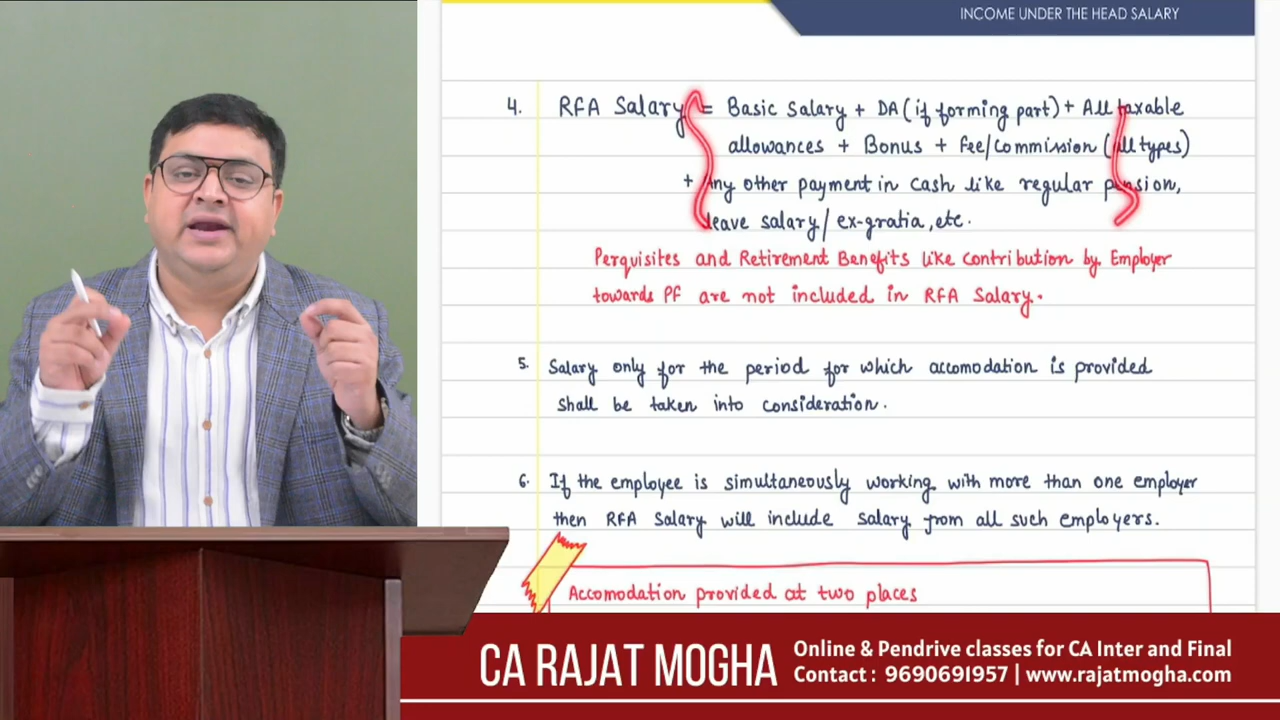 INCOME UNDER THE HEAD SALARY
4. RFA Salary = Basic Salary + DA (if forming part) + All taxable
allowances + Bonus + Fee/Commission (All types)
+ Any other payment in cash like regular pension,
leave salary/ ex-gratia, etc.
Perquisites and Retirement Benefits like contribution by Employer
towards PF are not included in RFA Salary.
5. Salary only for the period for which accomodation is provided
shall be taken into consideration.
6. If the employee is simultaneously working with more than one employer
then RFA Salary will include salary from all such employers.
Accomodation provided at two places
CA RAJAT MOGHA
Online & Pendrive classes for CA Inter and Final
Contact : 9690691957 | www.rajatmogha.com